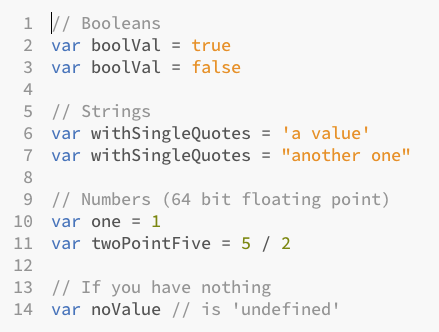 1 // Booleans
2 var boolVal = true
3 var boolVal = false
4
5 // Strings
6 var withSingleQuotes = 'a value'
7 var withSingleQuotes = "another one"
8
9 // Numbers (64 bit floating point)
10 var one = 1
11 var twoPointFive = 5 / 2
12
13 // If you have nothing
14 var noValue // is 'undefined'